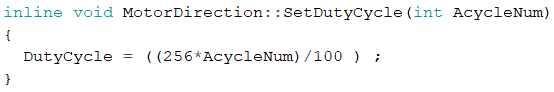 inline void MotorDirection::SetDutyCycle(int AcycleNum)
{
DutyCycle = ((256*AcycleNum)/100 ) ;
}